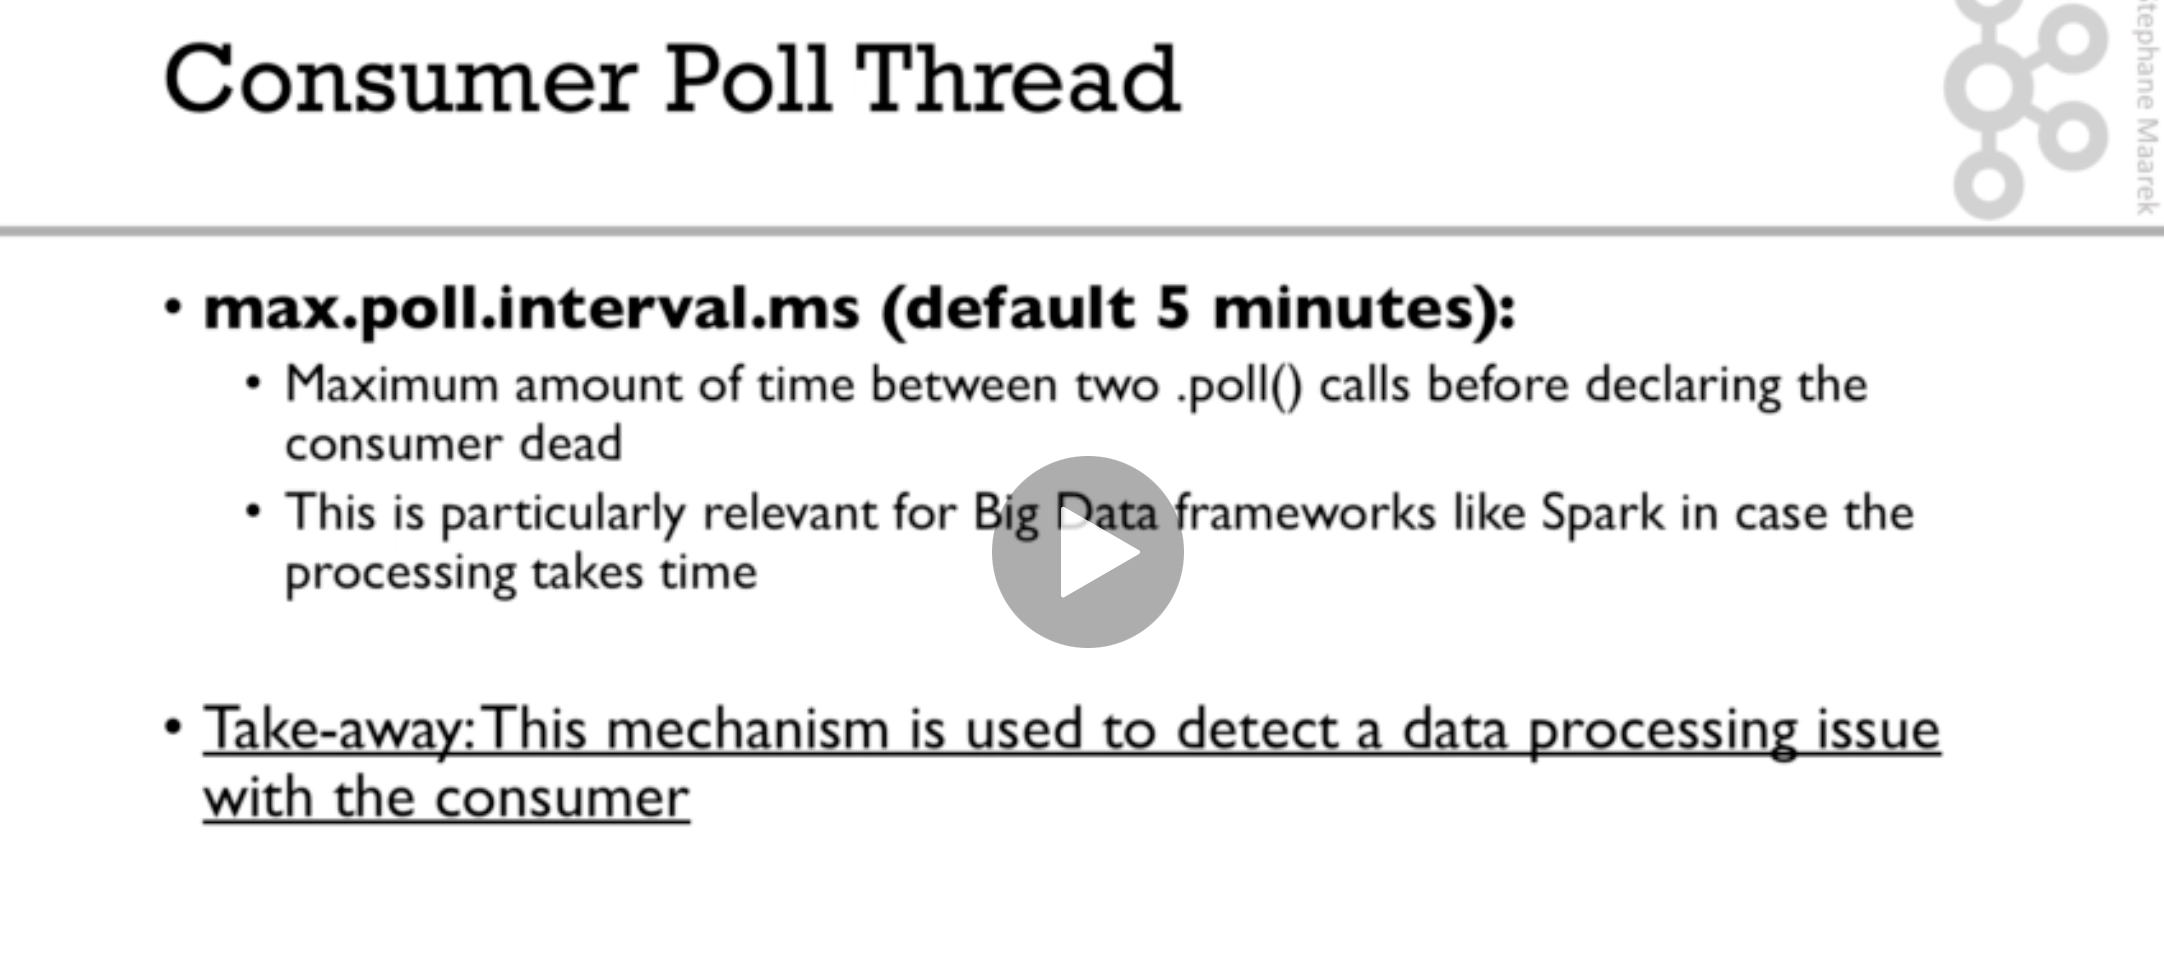 Consumer Poll Thread
• max.poll.interval.ms (default 5 minutes):
• Maximum amount of time between two .poll() calls before declaring the
consumer dead
• This is particularly relevant for Big Data frameworks like Spark in case the
processing takes time
• Take-away: This mechanism is used to detect a data processing issue
with the consumer
tephane Maarek